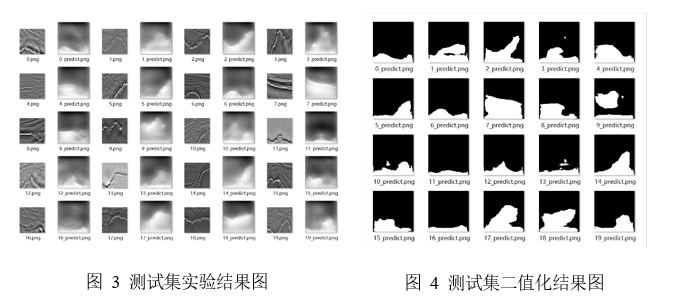 0.png 0_predict.png 1.png 1_predict.png 2.png 2_predict.png 3.png 3_predict.png
4.png 4_predict.png 5.png 5_predict.png 6.png 6_predict.png 7.png 7_predict.png
8.png 8_predict.png 9.png 9_predict.png 10.png 10_predict.png 11.png 11_predict.png
12.png 12_predict.png 13.png 13_predict.png 14.png 14_predict.png 15.png 15_predict.png
16.png 16_predict.png 17.png 17_predict.png 18.png 18_predict.png 19.png 19_predict.png
图 3 测试集实验结果图
0_predict.png 1_predict.png 2_predict.png 3_predict.png 4_predict.png
5_predict.png 6_predict.png 7_predict.png 8_predict.png 9_predict.png
10_predict.png 11_predict.png 12_predict.png 13_predict.png 14_predict.png
15_predict.png 16_predict.png 17_predict.png 18_predict.png 19_predict.png
图 4 测试集二值化结果图